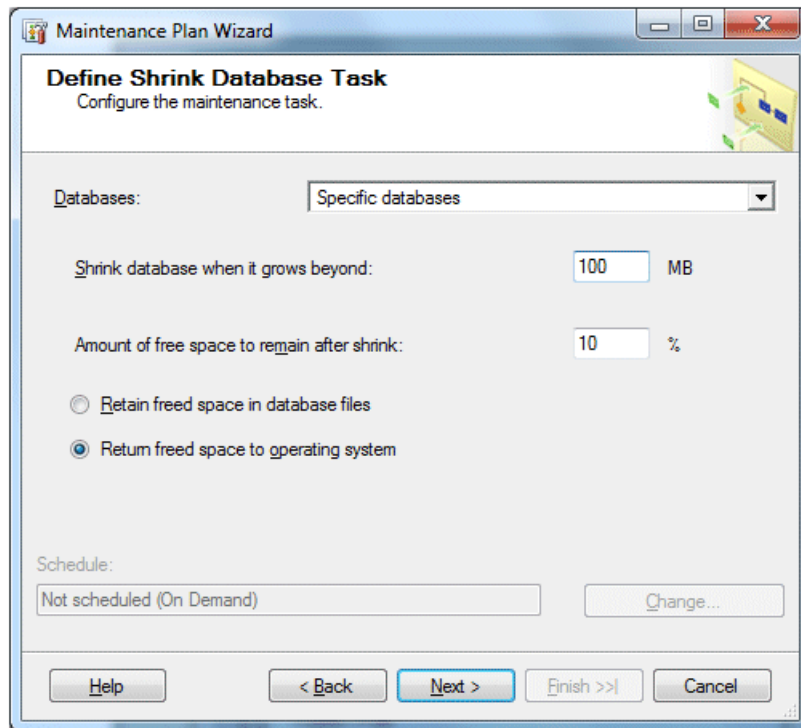 Maintenance Plan Wizard
Define Shrink Database Task
Configure the maintenance task.
Databases: Specific databases
Shrink database when it grows beyond: 100 MB
Amount of free space to remain after shrink: 10 %
Retain freed space in database files
Return freed space to operating system
Schedule:
Not scheduled (On Demand) Change...
Help < Back Next > Finish >>| Cancel